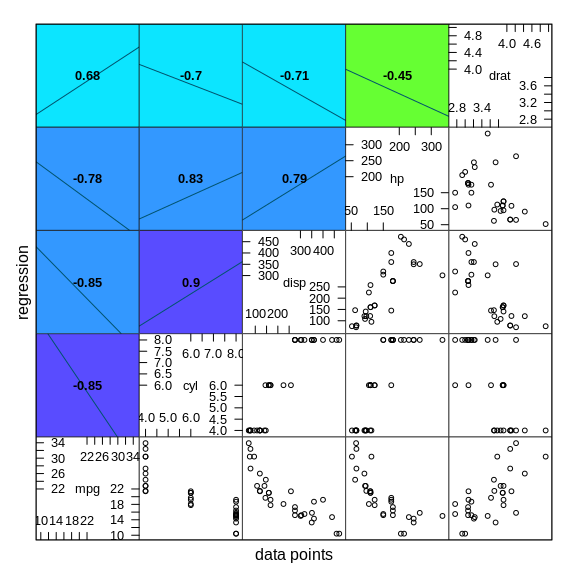 4.8
4.0 4.6
4.4
0.68 -0.7 -0.71 -0.45 4.0 drat
3.6
3.2
2.8 3.4
2.8
300 200 300
250
-0.78 0.83 0.79 200 hp
150
100
50 150 50
450 300 400
400
350
-0.85 0.9 300 disp
250
200
100 200 150
100
8.0
7.5 6.0 7.0 8.0
7.0
6.5
-0.85 6.0 cyl 6.0
5.5
5.0
4.0 5.0 6.0 4.5
4.0
34
30 22 26 30 34
26
22 mpg 22
18
10 14 18 22 14
10
regression
data points